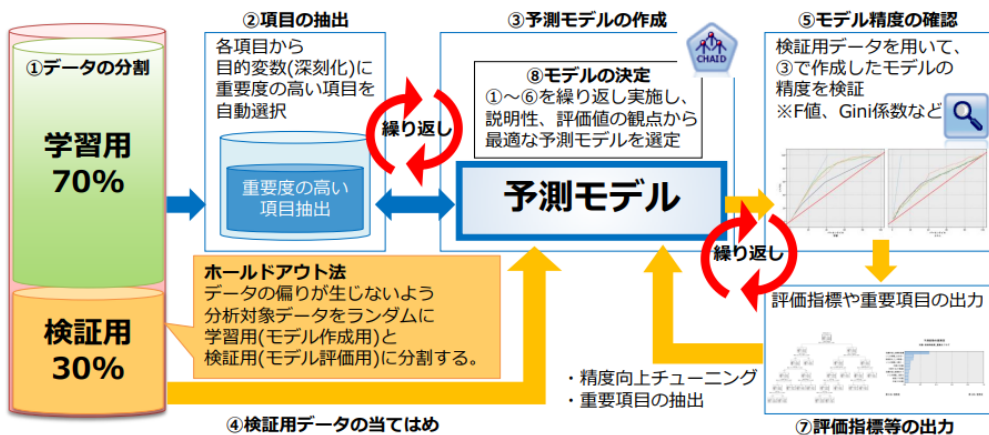 ①データの分割
学習用
70%
検証用
30%
②項目の抽出
各項目から
目的変数(深刻化)に
重要度の高い項目を
自動選択
重要度の高い
項目抽出
繰り返し
③予測モデルの作成
CHAID
⑧モデルの決定
①～⑥を繰り返し実施し、
説明性、評価値の観点から
最適な予測モデルを選定
予測モデル
⑤モデル精度の確認
検証用データを用いて、
③で作成したモデルの
精度を検証
※F値、Gini係数など
繰り返し
ホールドアウト法
データの偏りが生じないよう
分析対象データをランダムに
学習用(モデル作成用)と
検証用(モデル評価用)に分割する。
評価指標や重要項目の出力
・精度向上チューニング
・重要項目の抽出
④検証用データの当てはめ
⑦評価指標等の出力